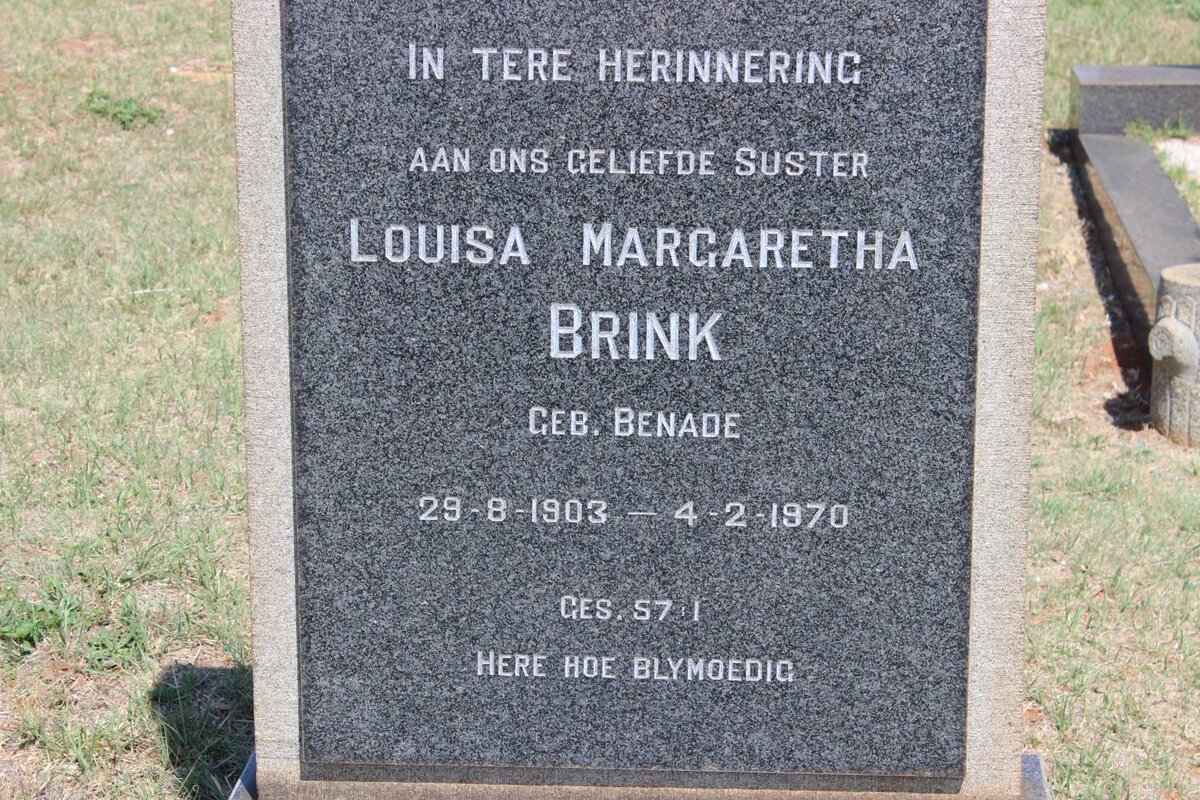 In tere herinnering
aan ons geliefde Suster
Louisa Margaretha
Brink
Geb. Benade
29-8-1903 — 4-2-1970
Ges. 57:1
Here hoe blymoedig